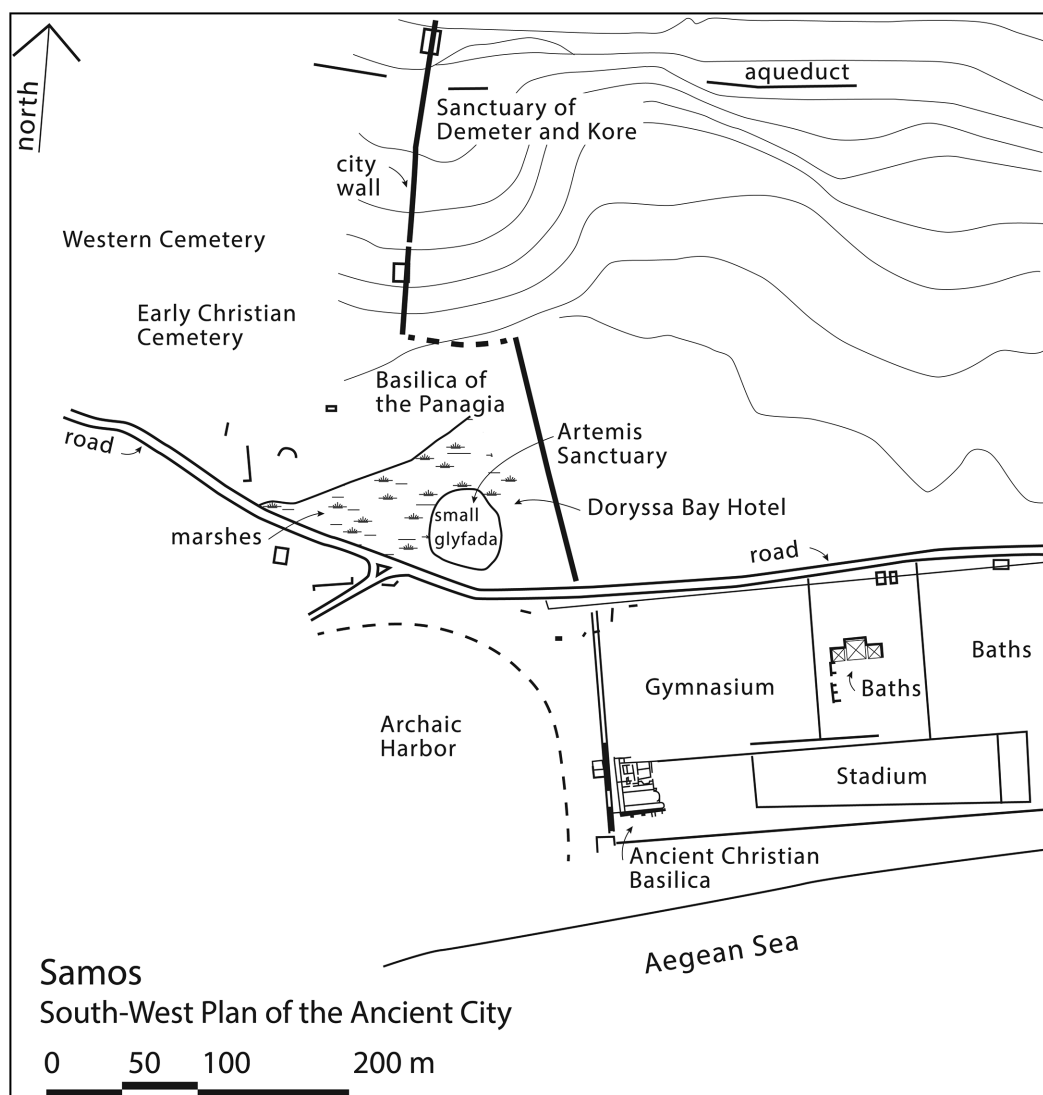 north
aqueduct
Sanctuary of
Demeter and Kore
city
wall
Western Cemetery
Early Christian
Cemetery
Basilica of
the Panagia
road
Artemis
Sanctuary
Doryssa Bay Hotel
small
glyfada
marshes
road
Gymnasium
Baths
Baths
Archaic
Harbor
Stadium
Ancient Christian
Basilica
Aegean Sea
Samos
South-West Plan of the Ancient City
0 50 100 200 m